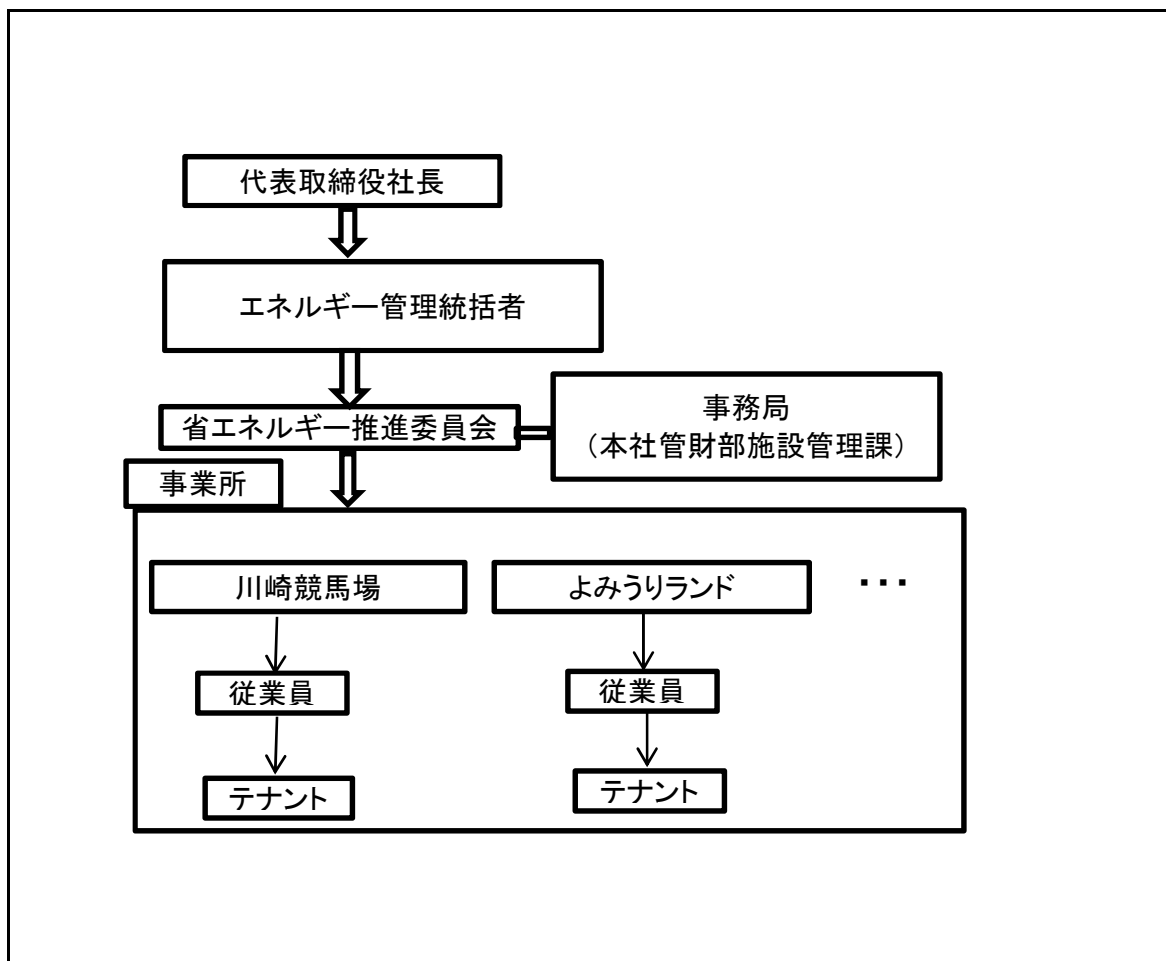 代表取締役社長
エネルギー管理統括者
省エネルギー推進委員会
事務局
（本社管財部施設管理課）
事業所
川崎競馬場
よみうりランド
・・・
従業員
従業員
テナント
テナント